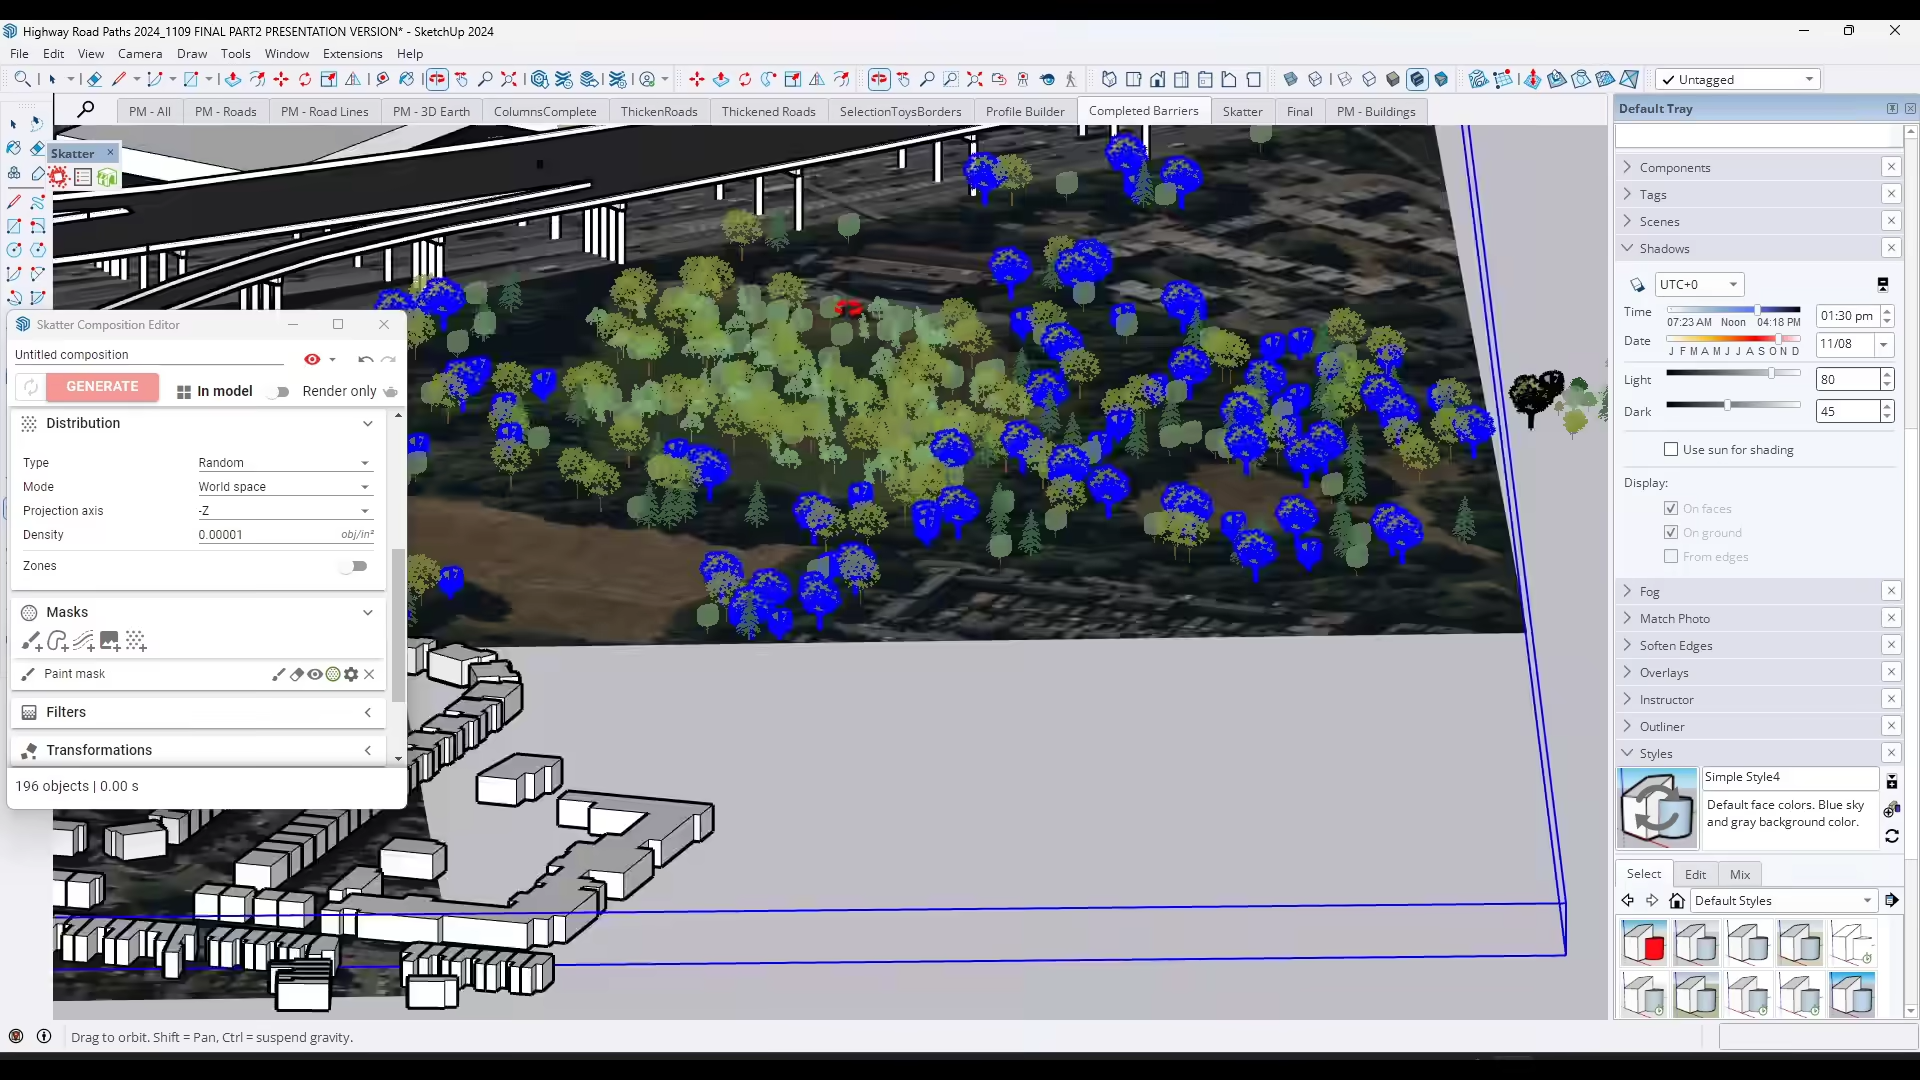 Highway Road Paths 2024_1109 FINAL PART2 PRESENTATION VERSION* - SketchUp 2024
File Edit View Camera Draw Tools Window Extensions Help
Untagged
PM - All PM - Roads PM - Road Lines PM - 3D Earth ColumnsComplete ThickenRoads Thickened Roads SelectionToysBorders Profile Builder Completed Barriers Skatter Final PM - Buildings
Default Tray
Skatter
Components
Tags
Scenes
Shadows
UTC+0
Time 07:23 AM Noon 04:18 PM 01:30 pm
Date J F M A M J J A S O N D 11/08
Light 80
Dark 45
Use sun for shading
Display:
On faces
On ground
From edges
Fog
Match Photo
Soften Edges
Overlays
Instructor
Outliner
Styles
Simple Style4
Default face colors. Blue sky
and gray background color.
Select Edit Mix
Default Styles
Skatter Composition Editor
Untitled composition
GENERATE In model Render only
Distribution
Type Random
Mode World space
Projection axis -Z
Density 0.00001 obj/in²
Zones
Masks
Paint mask
Filters
Transformations
196 objects | 0.00 s
Drag to orbit. Shift = Pan, Ctrl = suspend gravity.